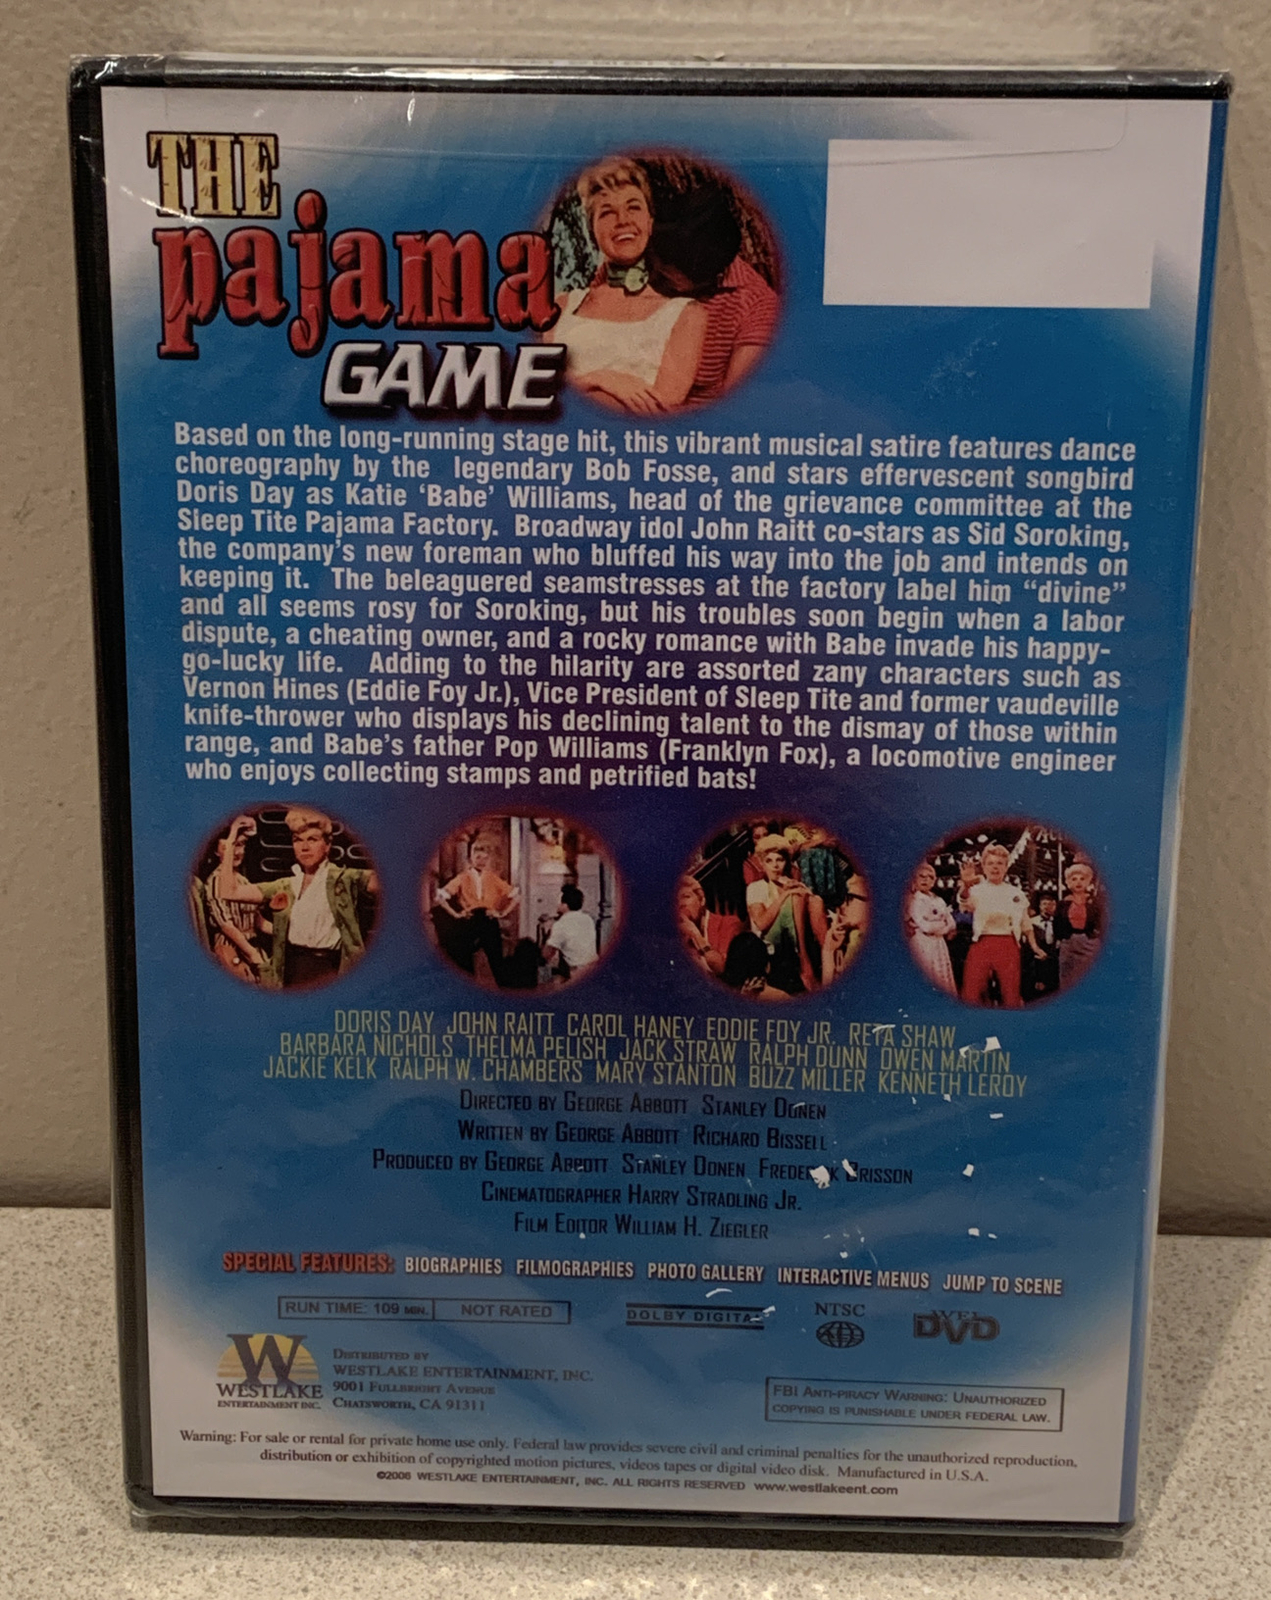 THE
pajama
GAME
Based on the long-running stage hit, this vibrant musical satire features dance
choreography by the legendary Bob Fosse, and stars effervescent songbird
Doris Day as Katie 'Babe' Williams, head of the grievance committee at the
Sleep Tite Pajama Factory. Broadway idol John Raitt co-stars as Sid Soroking,
the company's new foreman who bluffed his way into the job and intends on
keeping it. The beleaguered seamstresses at the factory label him "divine"
and all seems rosy for Soroking, but his troubles soon begin when a labor
dispute, a cheating owner, and a rocky romance with Babe invade his happy-
go-lucky life. Adding to the hilarity are assorted zany characters such as
Vernon Hines (Eddie Foy Jr.), Vice President of Sleep Tite and former vaudeville
knife-thrower who displays his declining talent to the dismay of those within
range, and Babe's father Pop Williams (Franklyn Fox), a locomotive engineer
who enjoys collecting stamps and petrified bats!
DORIS DAY JOHN RAITT CAROL HANEY EDDIE FOY JR. RETA SHAW
BARBARA NICHOLS THELMA PELISH JACK STRAW RALPH DUNN OWEN MARTIN
JACKIE KELK RALPH W. CHAMBERS MARY STANTON BUZZ MILLER KENNETH LEROY
DIRECTED BY GEORGE ABBOTT STANLEY DONEN
WRITTEN BY GEORGE ABBOTT RICHARD BISSELL
PRODUCED BY GEORGE ABBOTT STANLEY DONEN FREDERICK BRISSON
CINEMATOGRAPHER HARRY STRADLING JR.
FILM EDITOR WILLIAM H. ZIEGLER
SPECIAL FEATURES: BIOGRAPHIES FILMOGRAPHIES PHOTO GALLERY INTERACTIVE MENUS JUMP TO SCENE
RUN TIME: 109 MIN. NOT RATED
DOLBY DIGITAL
NTSC
WEL
DVD
W
WESTLAKE
ENTERTAINMENT INC.
DISTRIBUTED BY
WESTLAKE ENTERTAINMENT, INC.
9001 FULLBRIGHT AVENUE
CHATSWORTH, CA 91311
FBI ANTI-PIRACY WARNING: UNAUTHORIZED
COPYING IS PUNISHABLE UNDER FEDERAL LAW.
Warning: For sale or rental for private home use only. Federal law provides severe civil and criminal penalties for the unauthorized reproduction,
distribution or exhibition of copyrighted motion pictures, videos tapes or digital video disk. Manufactured in U.S.A.
©2006 WESTLAKE ENTERTAINMENT, INC. ALL RIGHTS RESERVED www.westlakeent.com